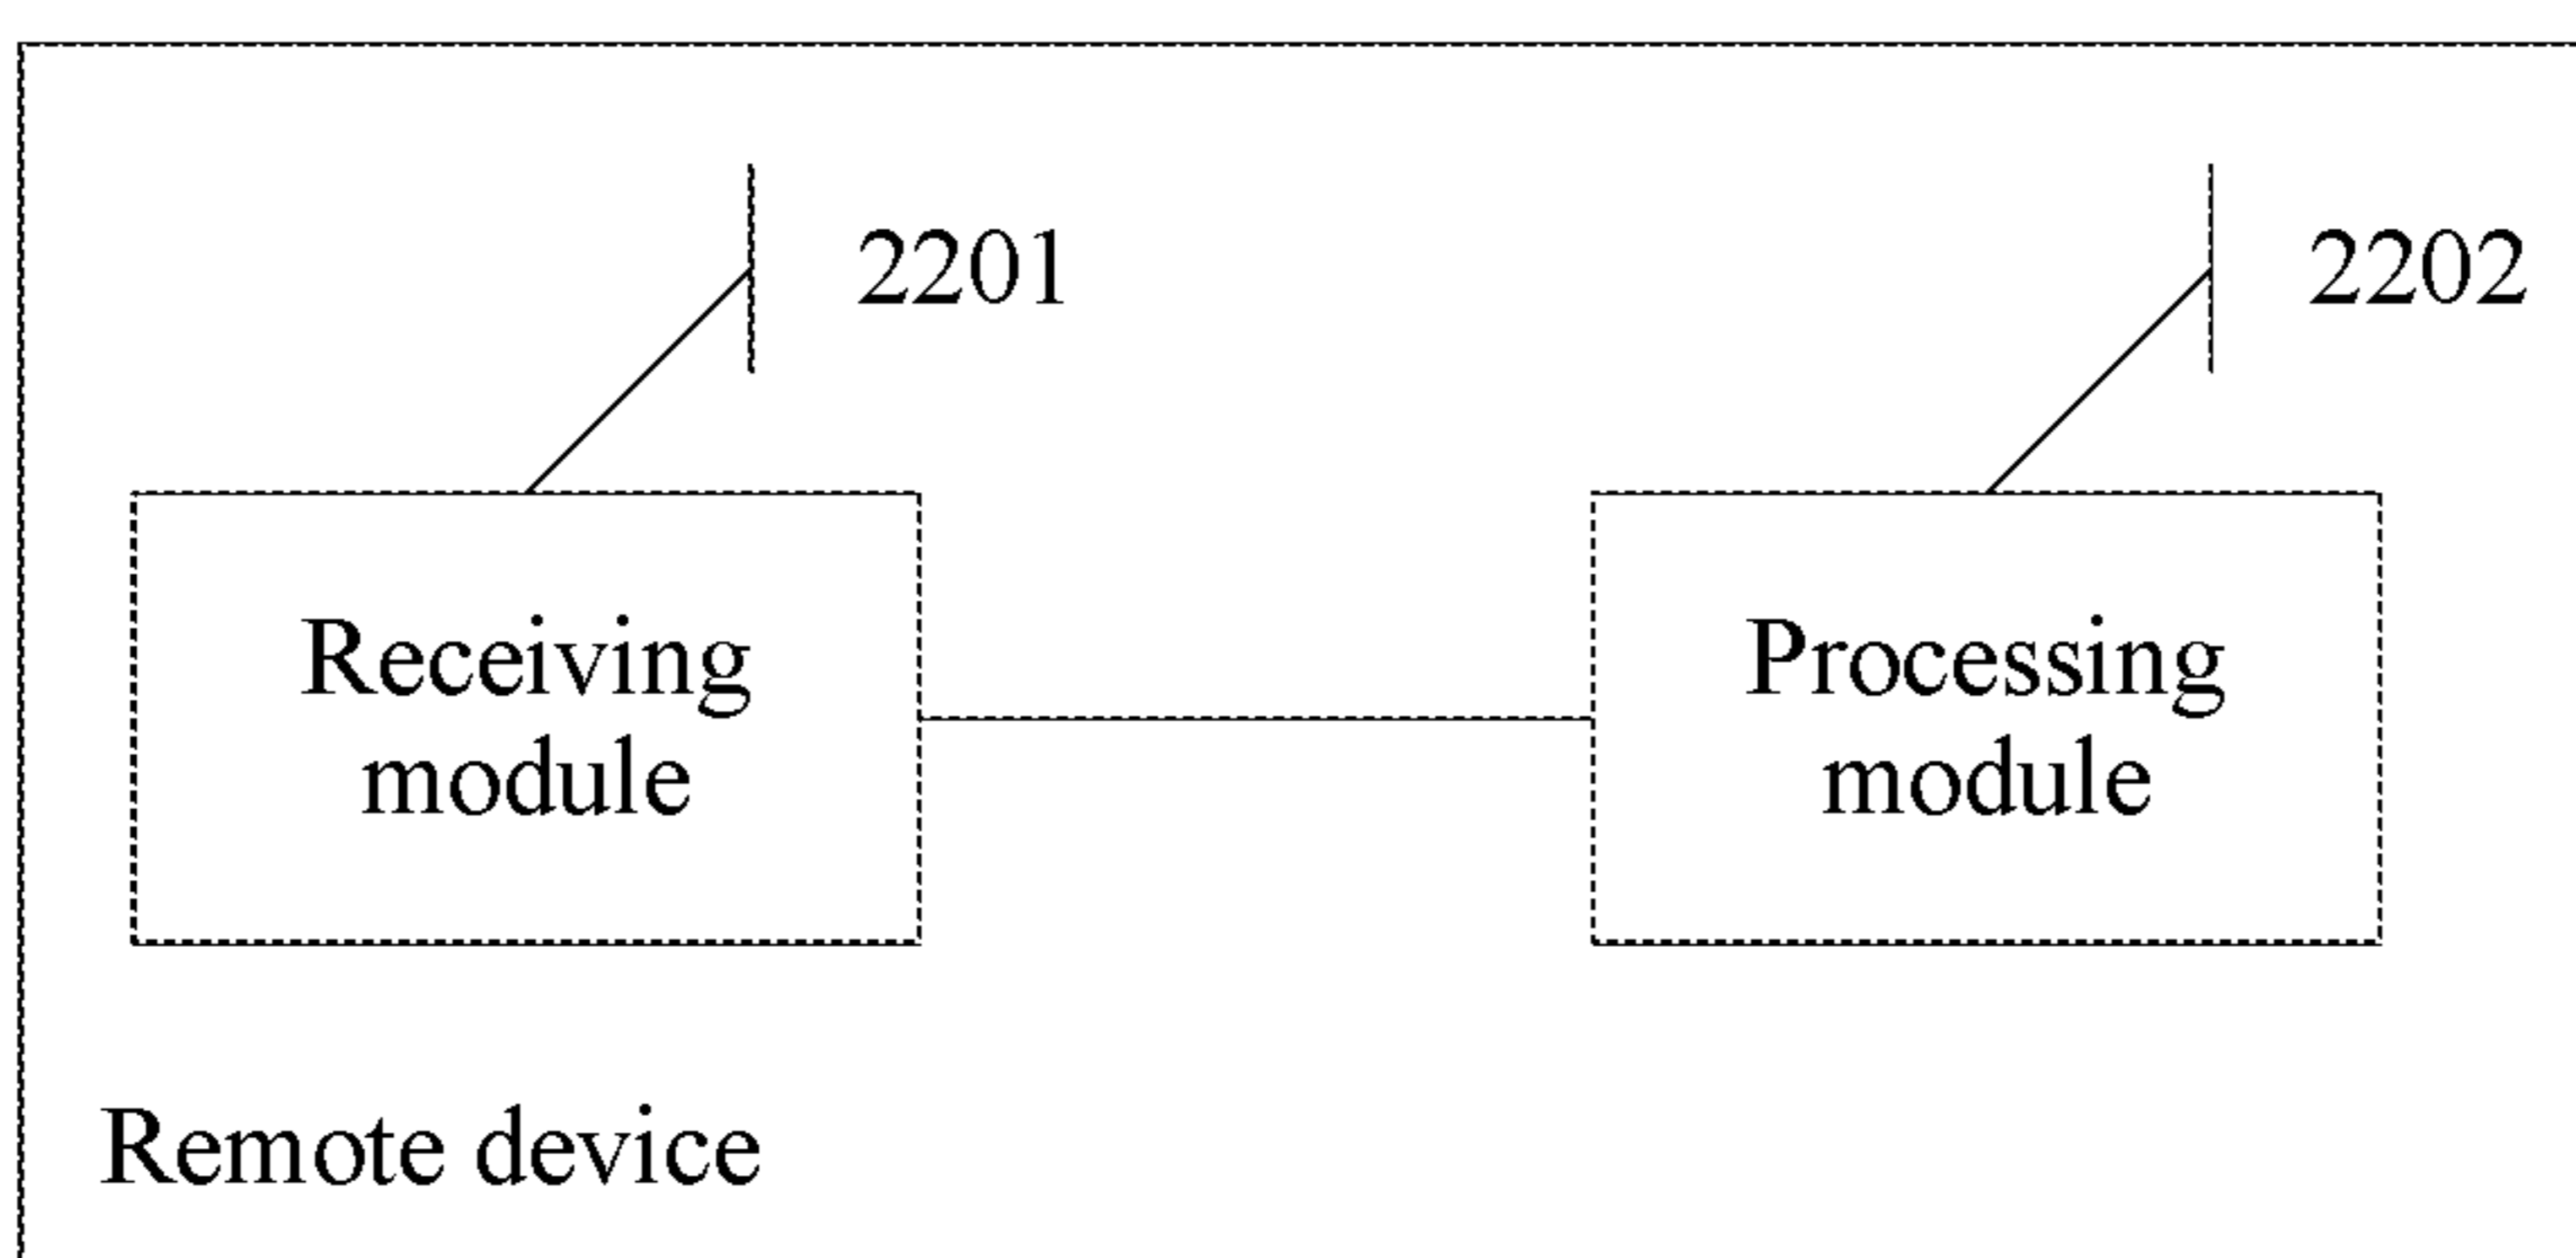 2201
2202
Receiving
module
Processing
module
Remote device